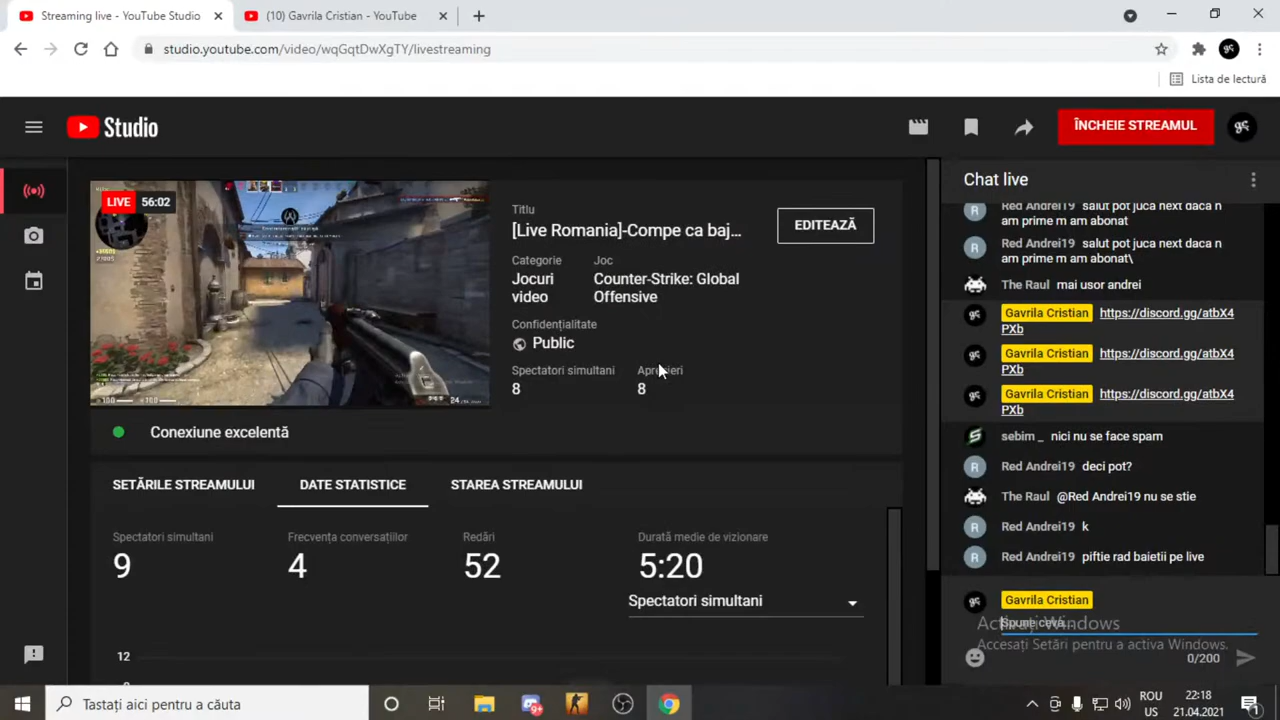 Streaming live - YouTube Studio
(10) Gavrila Cristian - YouTube
studio.youtube.com/video/wqGqtDwXgTY/livestreaming
Lista de lectură
Studio
ÎNCHEIE STREAMUL
LIVE 56:02
Titlu
[Live Romania]-Compe ca baj...
EDITEAZĂ
Categorie
Joc
Jocuri
video
Counter-Strike: Global
Offensive
Confidențialitate
Public
Spectatori simultani
8
8
Conexiune excelentă
SETĂRILE STREAMULUI
DATE STATISTICE
STAREA STREAMULUI
Spectatori simultani
9
Frecvența conversațiilor
4
Redări
52
Durată medie de vizionare
5:20
Spectatori simultani
12
Chat live
Red Andrei19 salut pot juca next daca n
am prime m am abonat
Red Andrei19 salut pot juca next daca n
am prime m am abonat\
The Raul mai usor andrei
Gavrila Cristian https://discord.gg/atbX4
PXb
Gavrila Cristian https://discord.gg/atbX4
PXb
Gavrila Cristian https://discord.gg/atbX4
PXb
sebim _ nici nu se face spam
Red Andrei19 deci pot?
The Raul @Red Andrei19 nu se stie
Red Andrei19 k
Red Andrei19 piftie rad baietii pe live
Gavrila Cristian
Spune ceva...
Activați Windows
Accesați Setări pentru a activa Windows.
0/200
Tastați aici pentru a căuta
ROU
US
22:18
21.04.2021